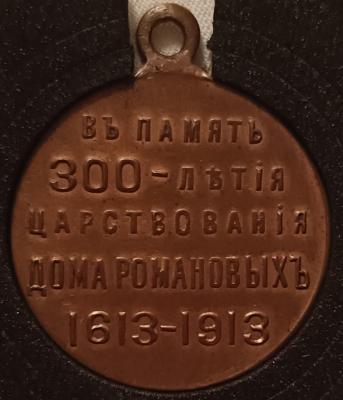 ВЪ ПАМЯТЬ
300-ЛѢТІЯ
ЦАРСТВОВАНІЯ
ДОМА РОМАНОВЫХЪ
1613-1913